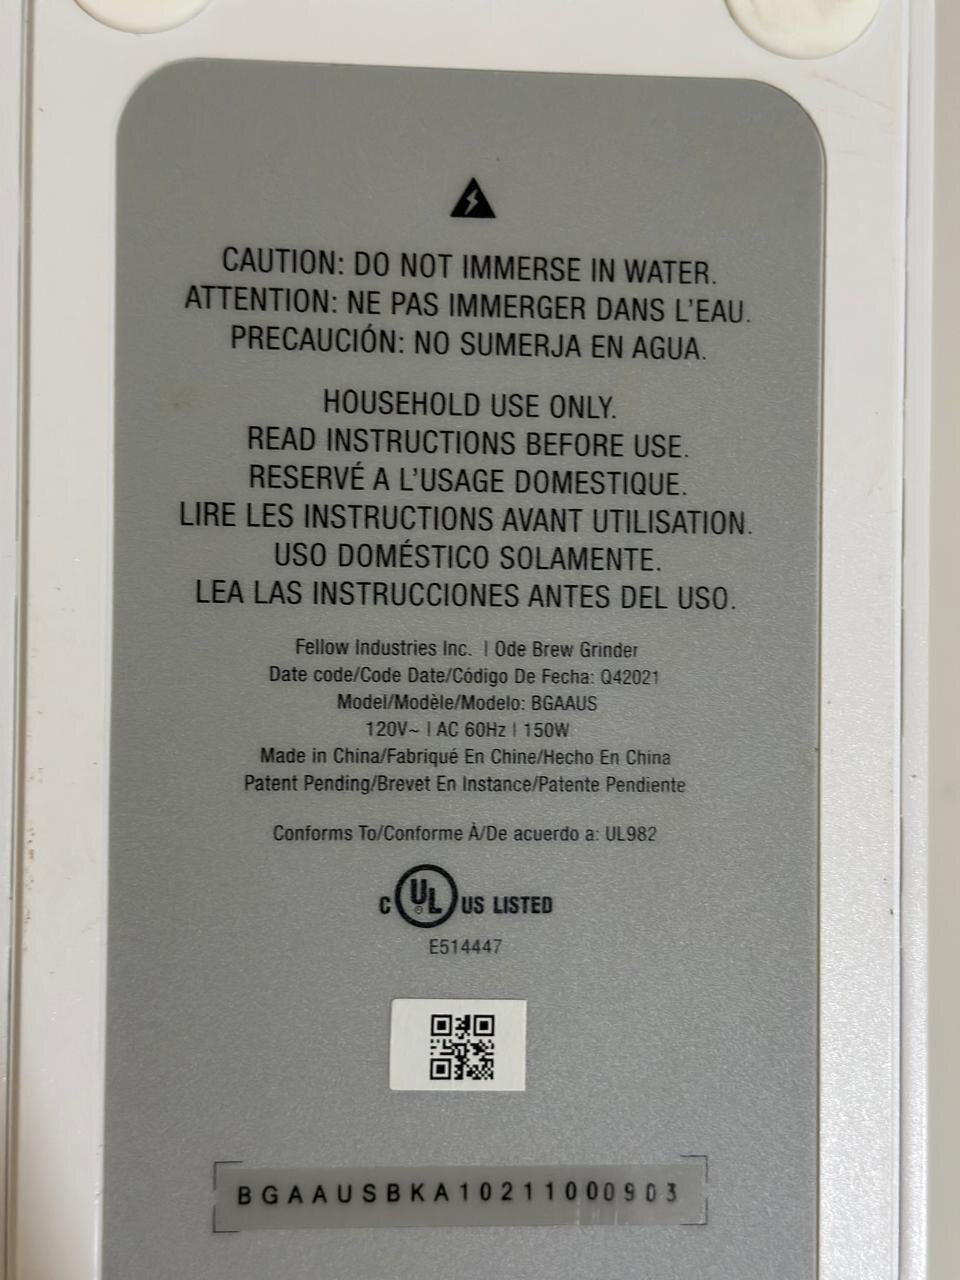 CAUTION: DO NOT IMMERSE IN WATER.
ATTENTION: NE PAS IMMERGER DANS L'EAU.
PRECAUCIÓN: NO SUMERJA EN AGUA.
HOUSEHOLD USE ONLY.
READ INSTRUCTIONS BEFORE USE.
RESERVÉ A L'USAGE DOMESTIQUE.
LIRE LES INSTRUCTIONS AVANT UTILISATION.
USO DOMÉSTICO SOLAMENTE.
LEA LAS INSTRUCCIONES ANTES DEL USO.
Fellow Industries Inc. | Ode Brew Grinder
Date code/Code Date/Código De Fecha: Q42021
Model/Modèle/Modelo: BGAAUS
120V~ | AC 60Hz | 150W
Made in China/Fabriqué En Chine/Hecho En China
Patent Pending/Brevet En Instance/Patente Pendiente
Conforms To/Conforme À/De acuerdo a: UL982
C UL® US LISTED
E514447
BGAAUSBKA10211000903